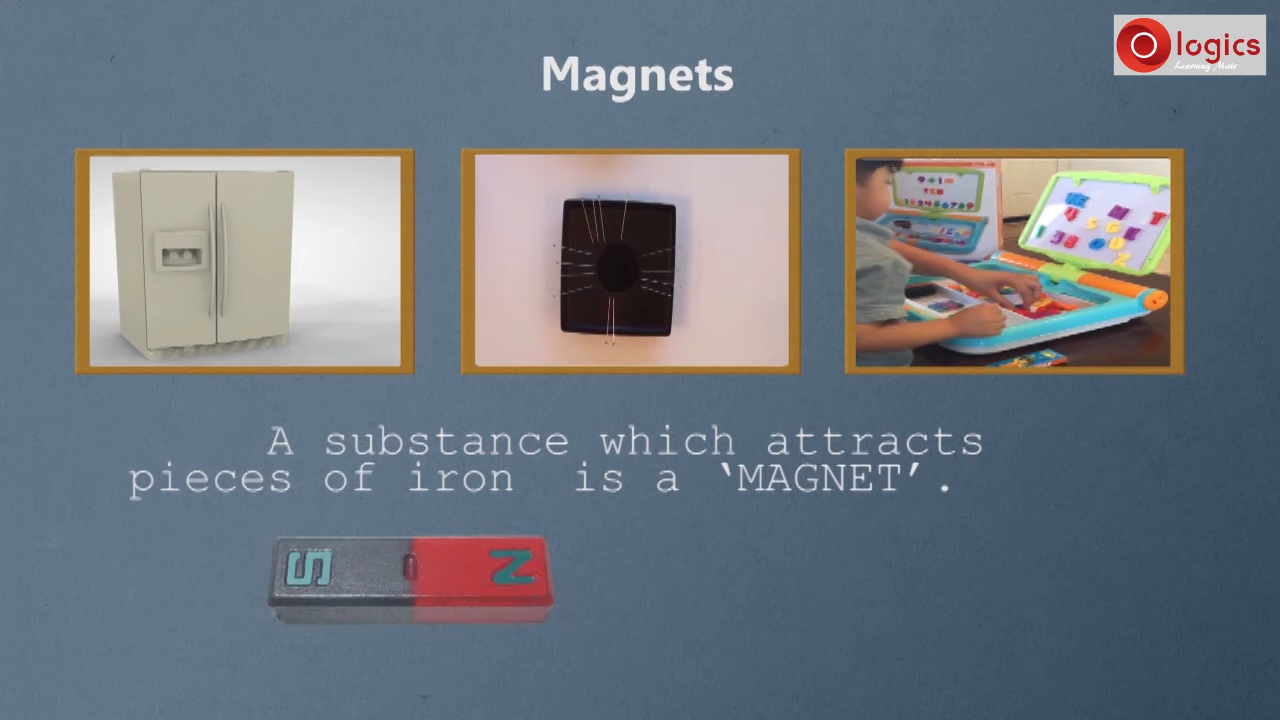 Magnets
logics
Learning Mate
A substance which attracts
pieces of iron is a ‘MAGNET’.
S N